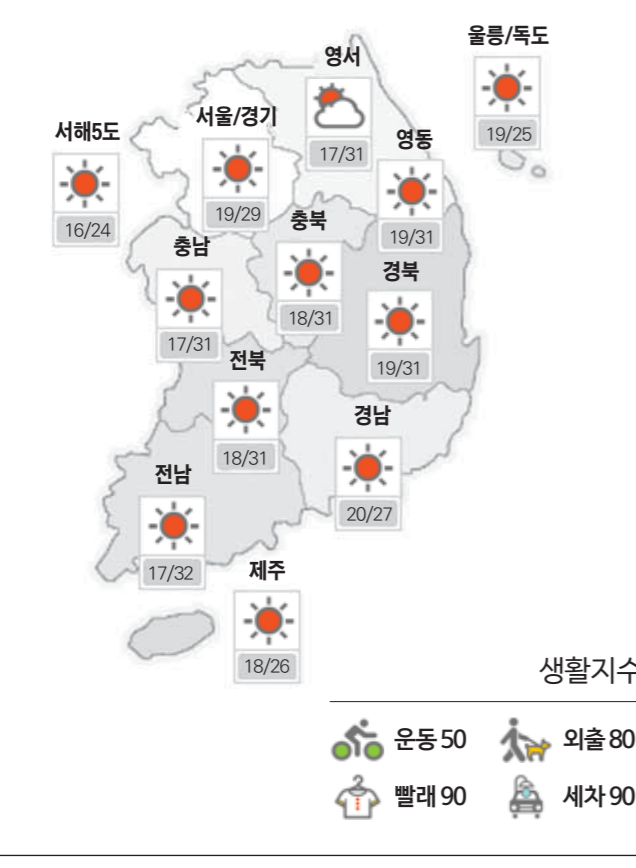 울릉/독도
19/25
영서
17/31
서울/경기
19/29
서해5도
16/24
영동
19/31
충북
18/31
충남
17/31
경북
19/31
전북
18/31
경남
20/27
전남
17/32
제주
18/26
생활지수
운동 50
외출 80
빨래 90
세차 90